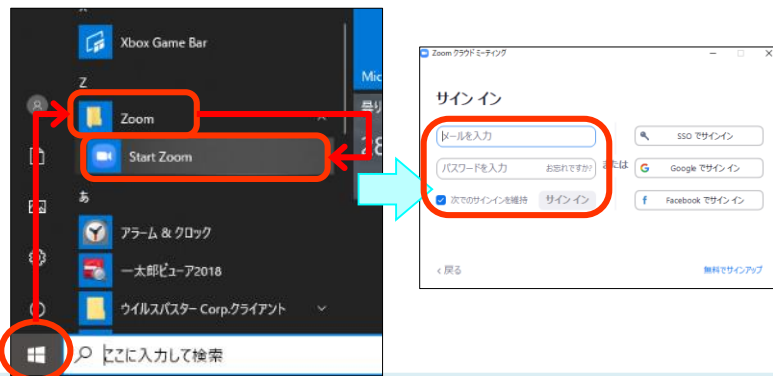 Xbox Game Bar
Z
Zoom
Start Zoom
あ
アラーム & クロック
一太郎ビューア2018
ウイルスバスター Corp.クライアント
ここに入力して検索
Mic
曇り
28
Zoom クラウド ミーティング
サイン イン
メールを入力
パスワードを入力 お忘れですか?
次でのサインインを維持 サイン イン
または
SSO でサインイン
Google でサイン イン
Facebook でサイン イン
< 戻る
無料でサインアップ